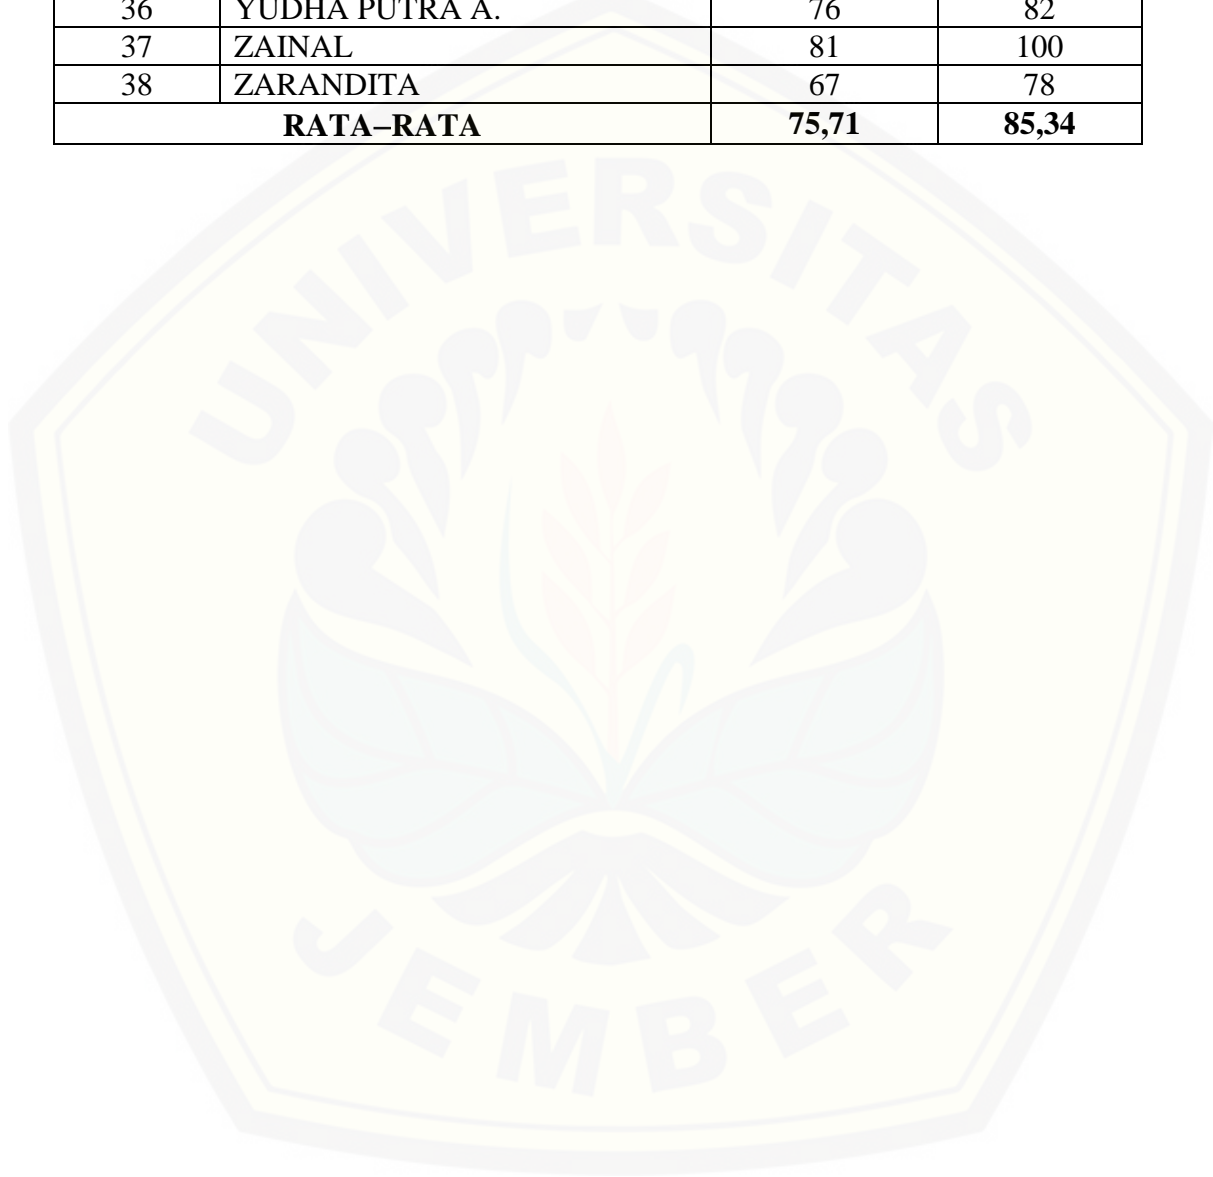 36 YUDHA PUTRA A. 76 82
37 ZAINAL 81 100
38 ZARANDITA 67 78
RATA–RATA 75,71 85,34
UNIVERSITAS
JEMBER